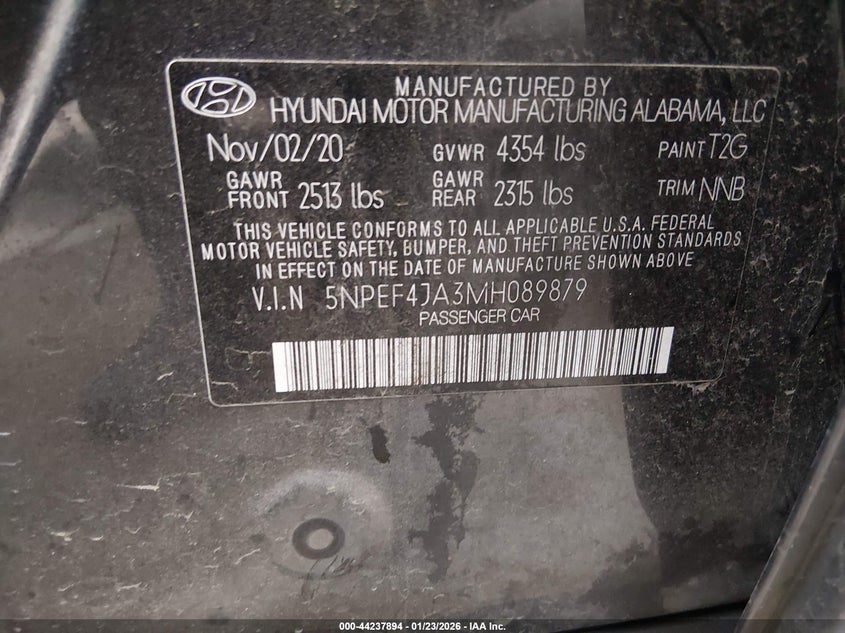 MANUFACTURED BY
HYUNDAI MOTOR MANUFACTURING ALABAMA, LLC
Nov/02/20 GVWR 4354 lbs PAINT T2G
GAWR FRONT 2513 lbs GAWR REAR 2315 lbs TRIM NNB
THIS VEHICLE CONFORMS TO ALL APPLICABLE U.S.A. FEDERAL
MOTOR VEHICLE SAFETY, BUMPER, AND THEFT PREVENTION STANDARDS
IN EFFECT ON THE DATE OF MANUFACTURE SHOWN ABOVE
V.I.N 5NPEF4JA3MH089879
PASSENGER CAR
000-44237894 - 01/23/2026 - IAA Inc.